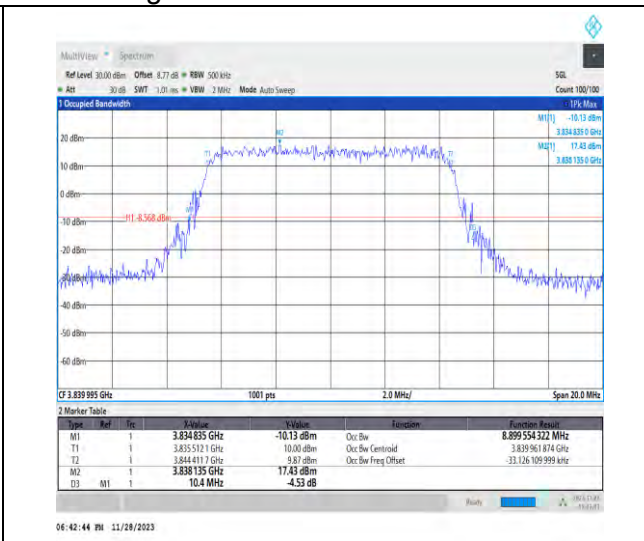 MultiView Spectrum
Ref Level 30.00 dBm Offset 8.77 dB RBW 500 kHz SGL
Att 30 dB SWT 1.01 ms VBW 2 MHz Mode Auto Sweep Count 100/100
1 Occupied Bandwidth 1Pk Max
M1[1] -10.13 dBm
3.834 835 0 GHz
M2[1] 17.43 dBm
3.838 135 0 GHz
20 dBm
M2
T1 T2
10 dBm
0 dBm
M1
H1 -8.568 dBm
-10 dBm
D3
-20 dBm
-30 dBm
-40 dBm
-50 dBm
-60 dBm
CF 3.839 995 GHz 1001 pts 2.0 MHz/ Span 20.0 MHz
2 Marker Table
Type Ref Trc X-Value Y-Value Function Function Result
M1 1 3.834 835 GHz -10.13 dBm Occ Bw 8.899 554 322 MHz
T1 1 3.835 512 1 GHz 10.00 dBm Occ Bw Centroid 3.839 961 874 GHz
T2 1 3.844 411 7 GHz 9.87 dBm Occ Bw Freq Offset -33.126 109 999 kHz
M2 1 3.838 135 GHz 17.43 dBm
D3 M1 1 10.4 MHz -4.53 dB
Ready
06:42:44 PM 11/28/2023